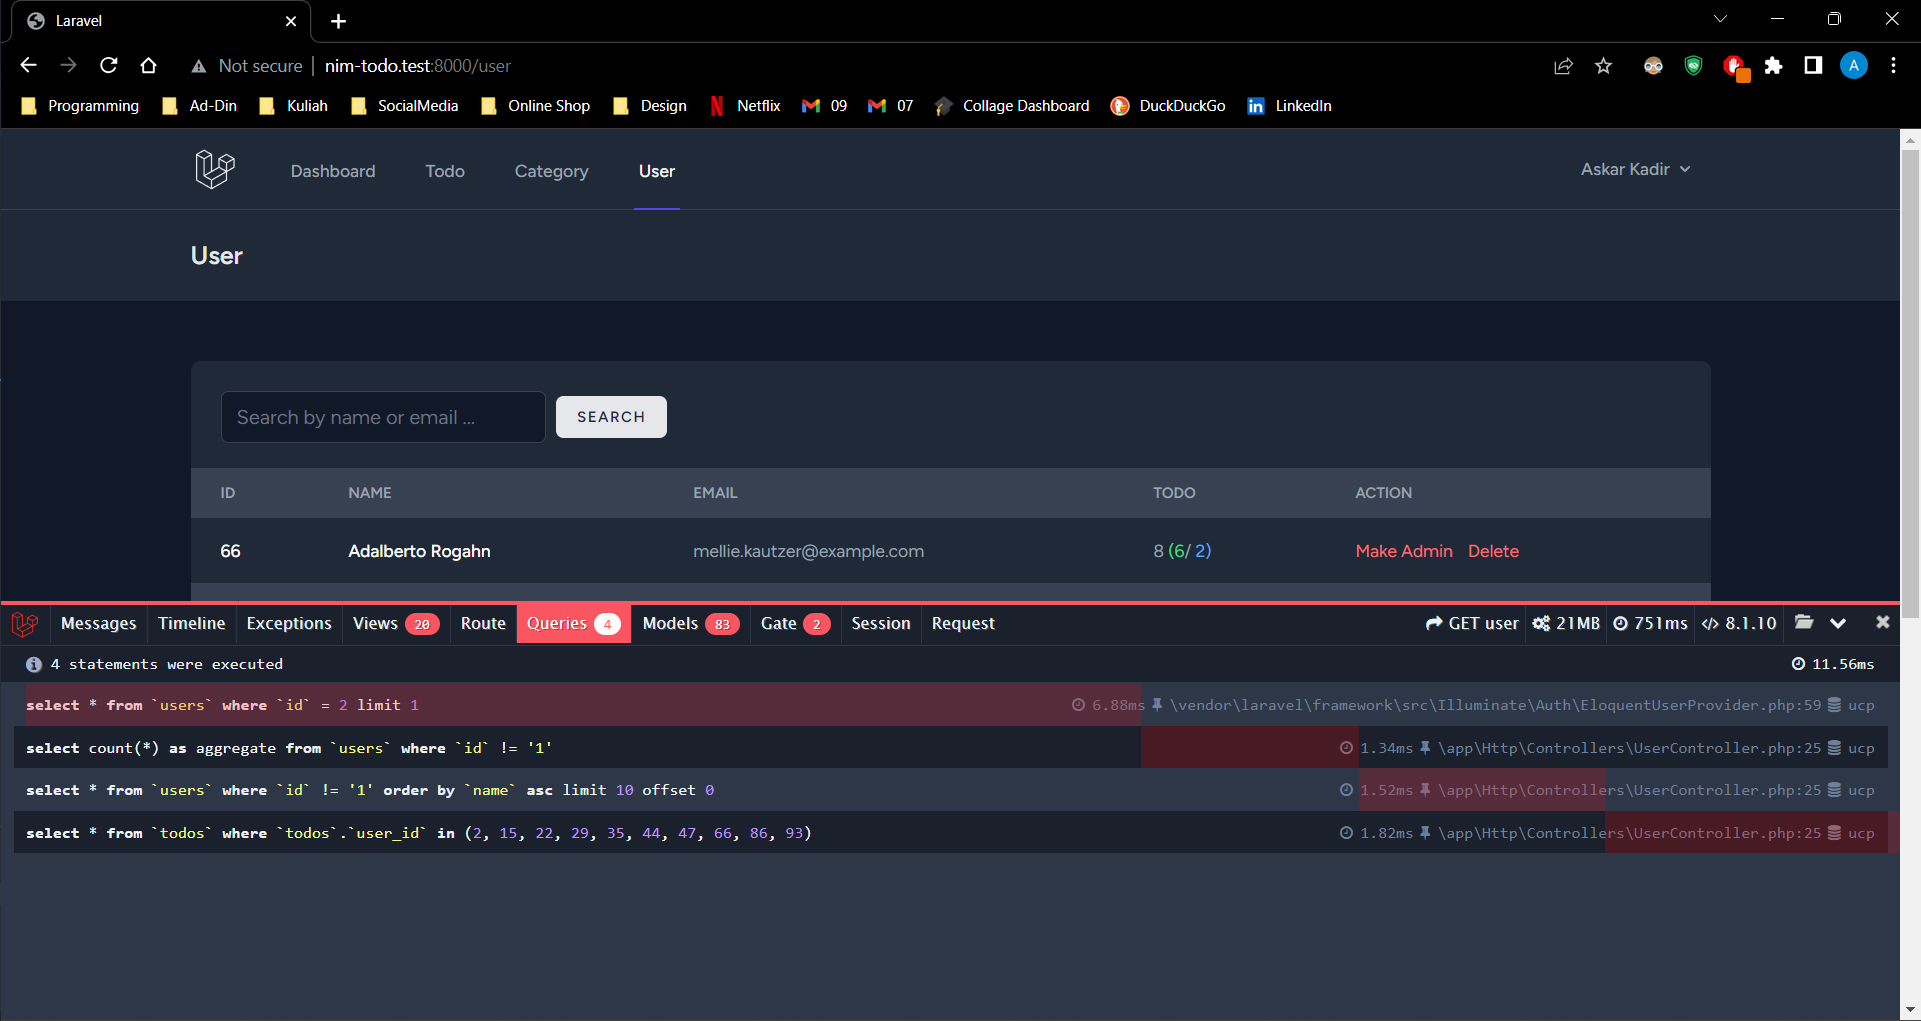 Laravel
Not secure | nim-todo.test:8000/user
A
Programming Ad-Din Kuliah SocialMedia Online Shop Design Netflix 09 07 Collage Dashboard DuckDuckGo LinkedIn
Dashboard Todo Category User Askar Kadir
User
Search by name or email ... SEARCH
ID NAME EMAIL TODO ACTION
66 Adalberto Rogahn mellie.kautzer@example.com 8 (6/ 2) Make Admin Delete
Messages Timeline Exceptions Views 20 Route Queries 4 Models 83 Gate 2 Session Request GET user 21MB 751ms 8.1.10
4 statements were executed 11.56ms
select * from `users` where `id` = 2 limit 1 6.88ms \vendor\laravel\framework\src\Illuminate\Auth\EloquentUserProvider.php:59 ucp
select count(*) as aggregate from `users` where `id` != '1' 1.34ms \app\Http\Controllers\UserController.php:25 ucp
select * from `users` where `id` != '1' order by `name` asc limit 10 offset 0 1.52ms \app\Http\Controllers\UserController.php:25 ucp
select * from `todos` where `todos`.`user_id` in (2, 15, 22, 29, 35, 44, 47, 66, 86, 93) 1.82ms \app\Http\Controllers\UserController.php:25 ucp